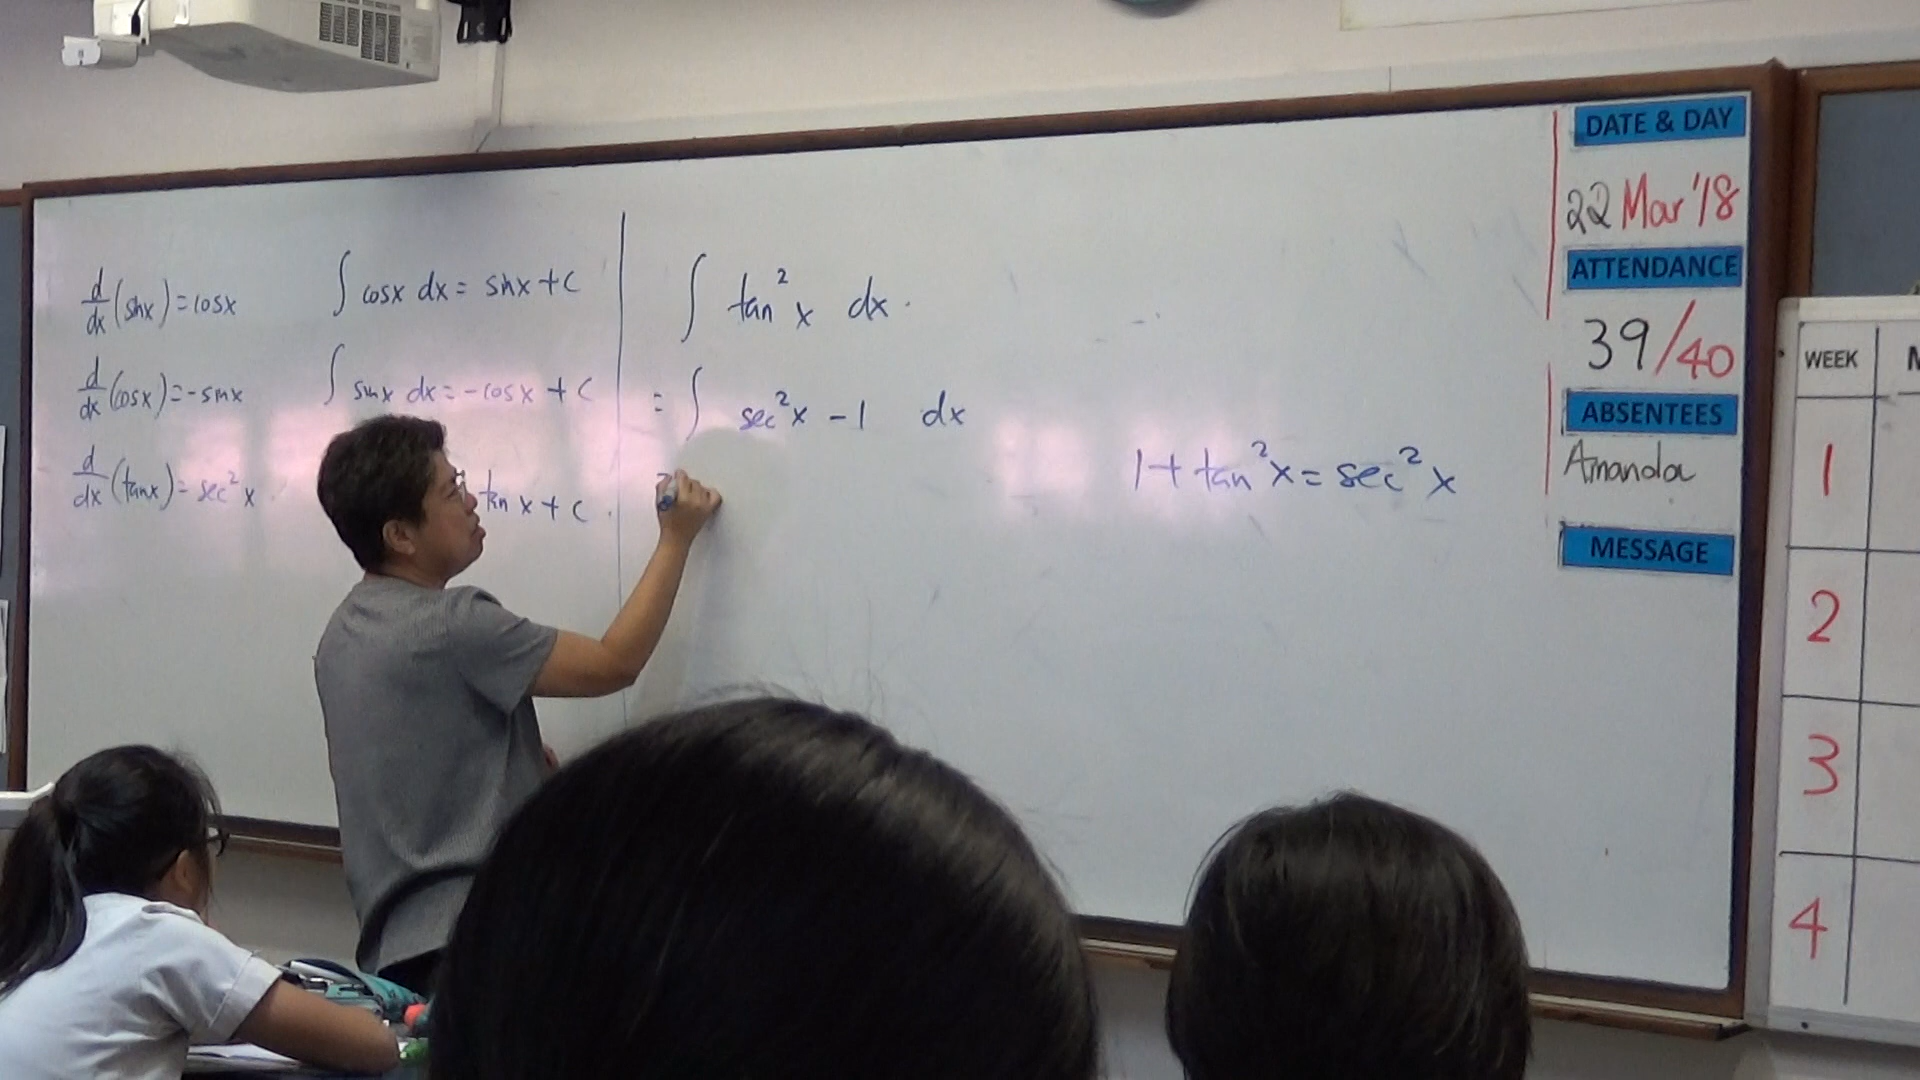 d/dx (sinx) = cosx
∫ cosx dx = sinx + C
d/dx (cosx) = -sinx
∫ sinx dx = -cosx + C
d/dx (tanx) = sec²x
tan x + C.
∫ tan²x dx.
= ∫ sec²x - 1 dx
1 + tan²x = sec²x
DATE & DAY
22 Mar '18
ATTENDANCE
39/40
ABSENTEES
Amanda
MESSAGE
WEEK
1
2
3
4